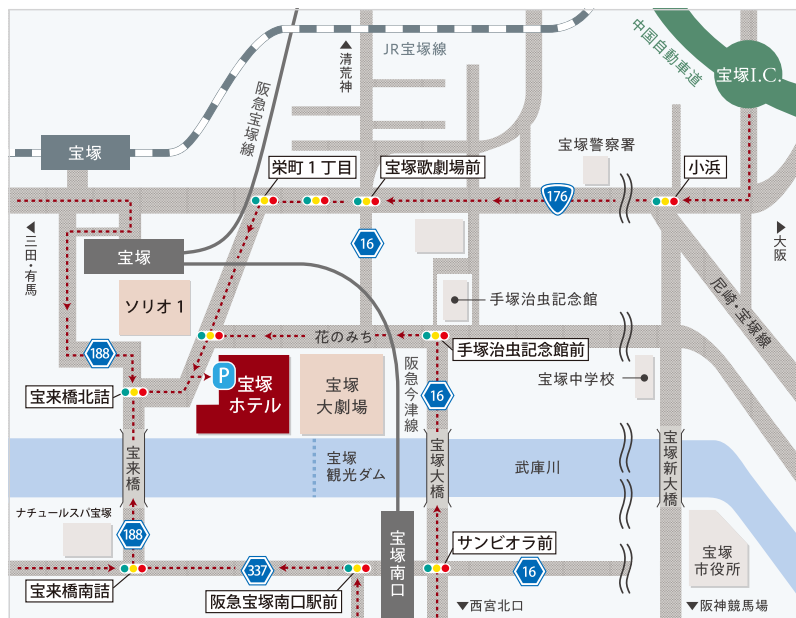 JR宝塚線
▲清荒神
中国自動車道
宝塚I.C.
阪急宝塚線
宝塚
宝塚警察署
栄町1丁目
宝塚歌劇場前
小浜
176
16
▲三田・有馬
宝塚
▶大阪
ソリオ1
手塚治虫記念館
尼崎・宝塚線
花のみち
手塚治虫記念館前
188
P
宝塚
ホテル
宝塚
大劇場
阪急今津線
16
宝塚中学校
宝来橋北詰
宝来橋
宝塚
観光ダム
宝塚大橋
武庫川
宝塚新大橋
ナチュールスパ宝塚
188
宝塚南口
サンビオラ前
宝塚
市役所
337
16
宝来橋南詰
阪急宝塚南口駅前
▼西宮北口
▼阪神競馬場